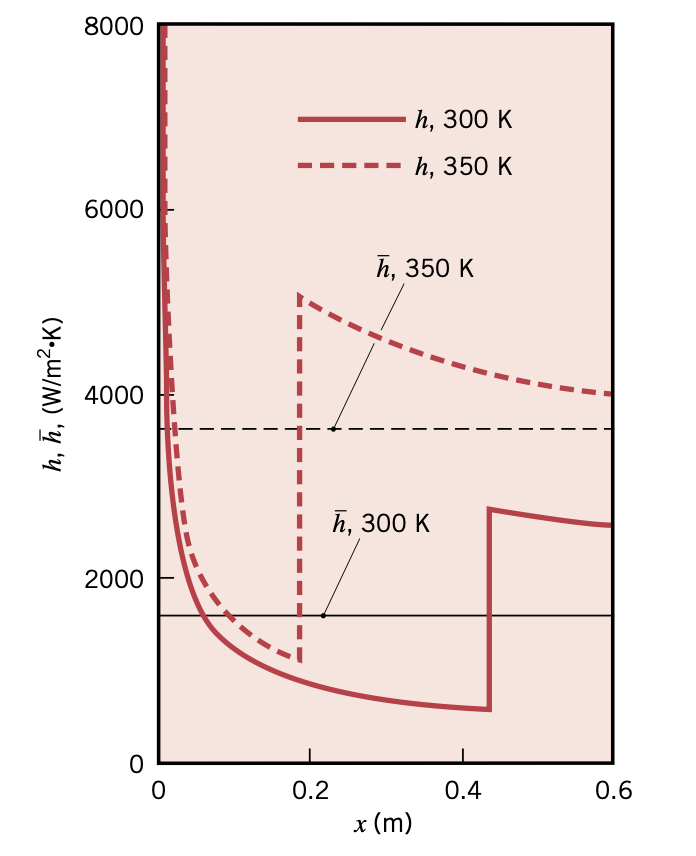 8000
h, 300 K
h, 350 K
6000
h̅, 350 K
h, h̅, (W/m²•K)
4000
h̅, 300 K
2000
0
0 0.2 0.4 0.6
x (m)